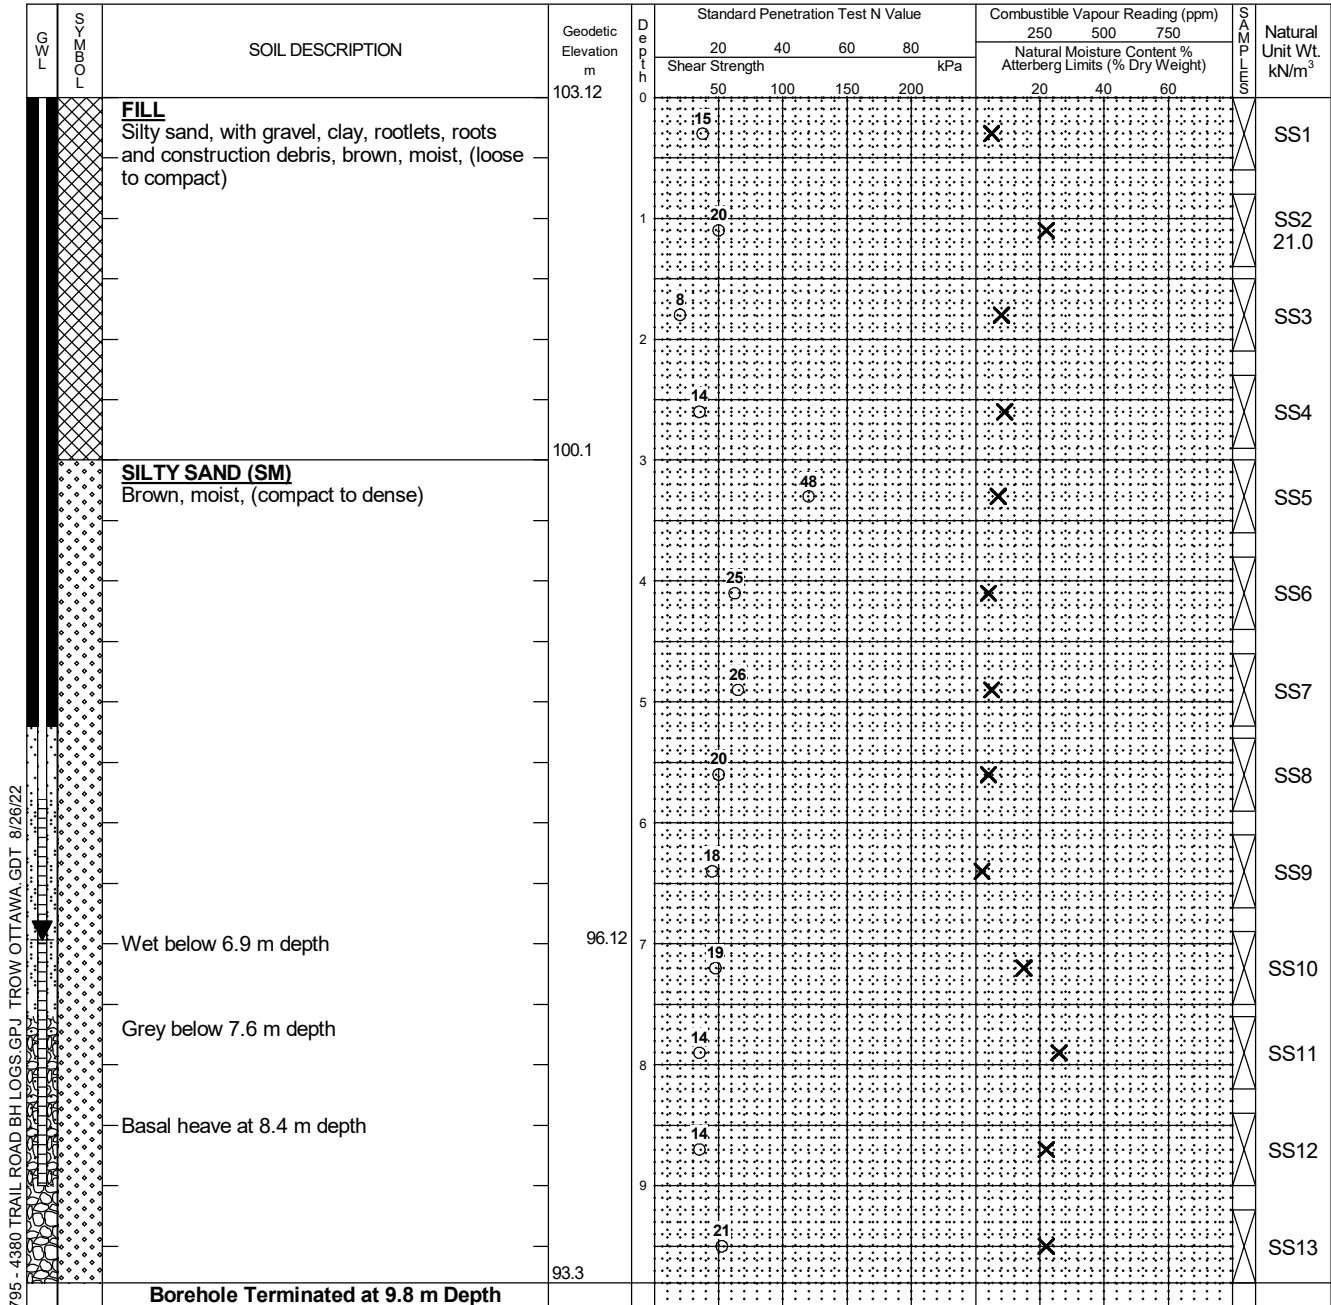 GWL
SYMBOL
SOIL DESCRIPTION
Geodetic
Elevation
m
103.12
Depth
0
Standard Penetration Test N Value
20 40 60 80
Shear Strength kPa
50 100 150 200
Combustible Vapour Reading (ppm)
250 500 750
Natural Moisture Content %
Atterberg Limits (% Dry Weight)
20 40 60
SAMPLES
Natural
Unit Wt.
kN/m³
FILL
Silty sand, with gravel, clay, rootlets, roots
and construction debris, brown, moist, (loose
to compact)
15
SS1
1
20
SS2
21.0
8
SS3
2
14
SS4
100.1
3
SILTY SAND (SM)
Brown, moist, (compact to dense)
48
SS5
4
25
SS6
26
SS7
5
20
SS8
6
18
SS9
Wet below 6.9 m depth
96.12
7
19
SS10
Grey below 7.6 m depth
14
SS11
8
Basal heave at 8.4 m depth
14
SS12
9
21
SS13
93.3
Borehole Terminated at 9.8 m Depth
795 - 4380 TRAIL ROAD BH LOGS.GPJ TROW OTTAWA.GDT 8/26/22